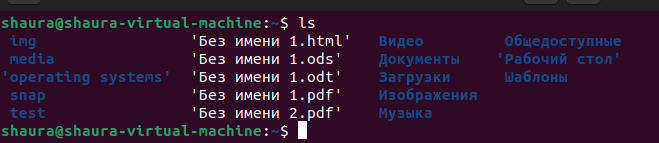 shaura@shaura-virtual-machine:~$ ls
img 'Без имени 1.html' Видео Общедоступные
media 'Без имени 1.ods' Документы 'Рабочий стол'
'operating systems' 'Без имени 1.odt' Загрузки Шаблоны
snap 'Без имени 1.pdf' Изображения
test 'Без имени 2.pdf' Музыка
shaura@shaura-virtual-machine:~$